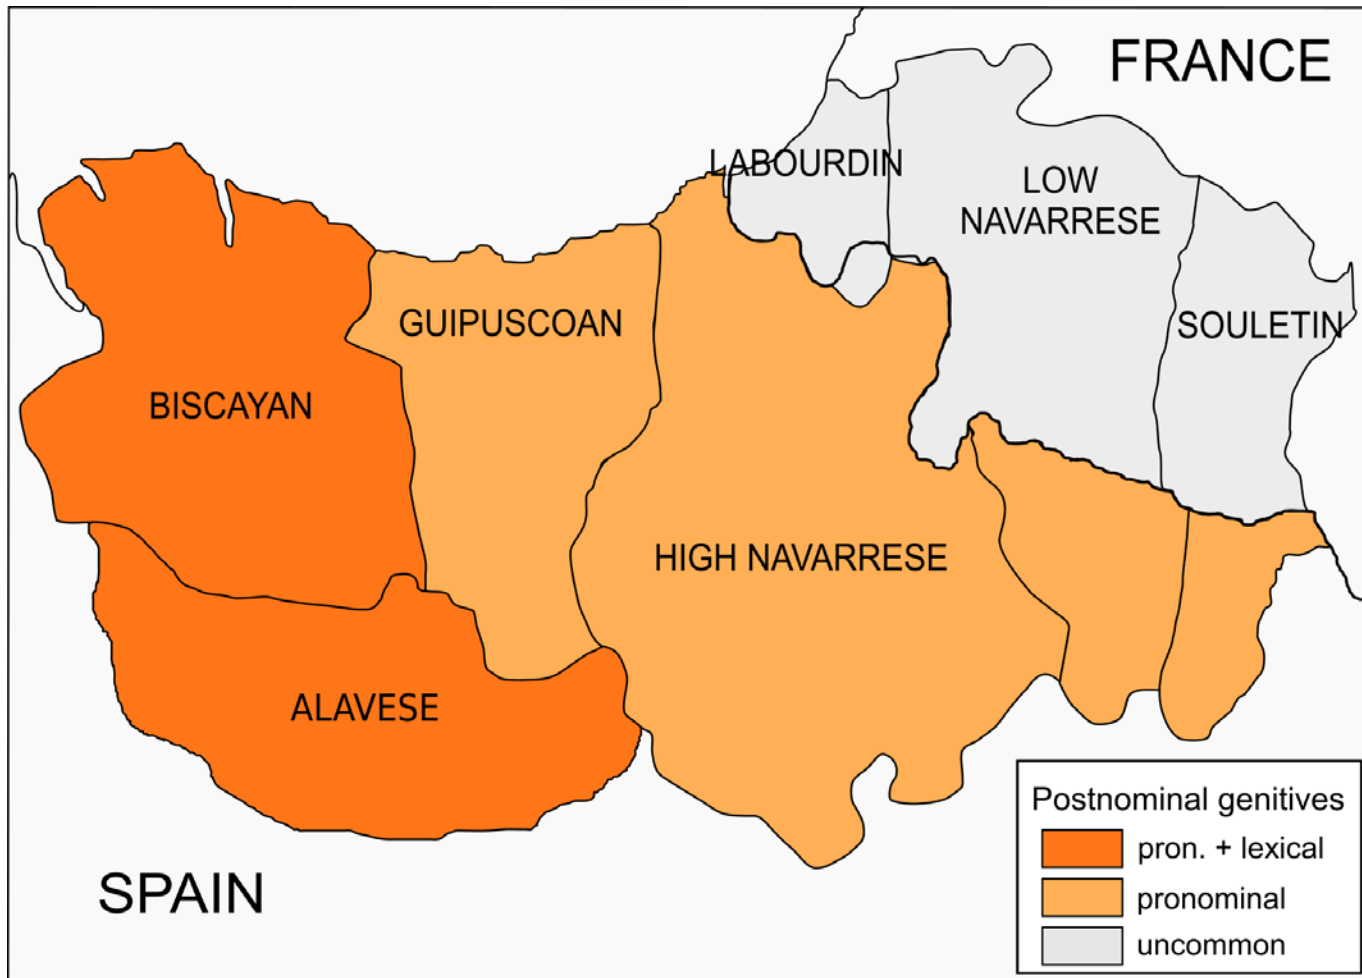 FRANCE
LABOURDIN
LOW
NAVARRESE
SOULETIN
GUIPUSCOAN
BISCAYAN
HIGH NAVARRESE
ALAVESE
SPAIN
Postnominal genitives
pron. + lexical
pronominal
uncommon